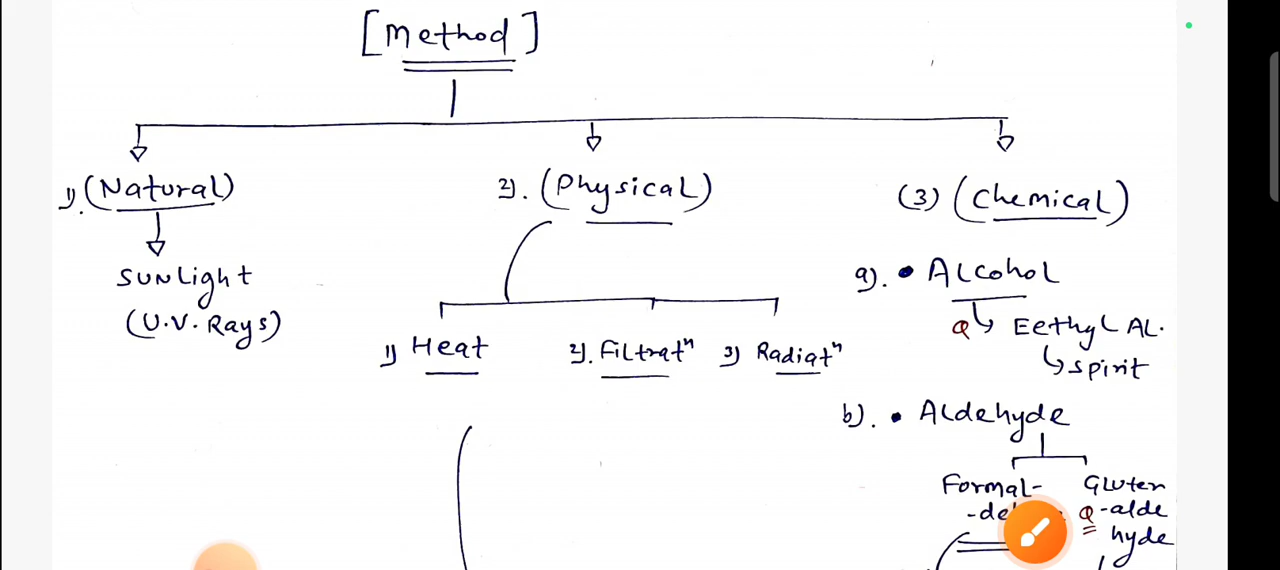 [Method]
1). (Natural)
2). (Physical)
(3) (Chemical)
SUNLight
(U.V. Rays)
a). • ALcohol
Q Eethyl AL.
spirit
1) Heat
2). Filtratⁿ
3) Radiatⁿ
b). • Aldehyde
Formal-
Gluten
Q -alde
hyde